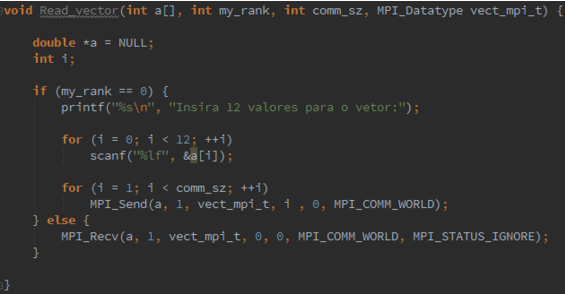 void Read_vector(int a[], int my_rank, int comm_sz, MPI_Datatype vect_mpi_t) {
double *a = NULL;
int i;
if (my_rank == 0) {
printf("%s\n", "Insira 12 valores para o vetor:");
for (i = 0; i < 12; ++i)
scanf("%lf", &a[i]);
for (i = 1; i < comm_sz; ++i)
MPI_Send(a, 1, vect_mpi_t, i , 0, MPI_COMM_WORLD);
} else {
MPI_Recv(a, 1, vect_mpi_t, 0, 0, MPI_COMM_WORLD, MPI_STATUS_IGNORE);
}
}